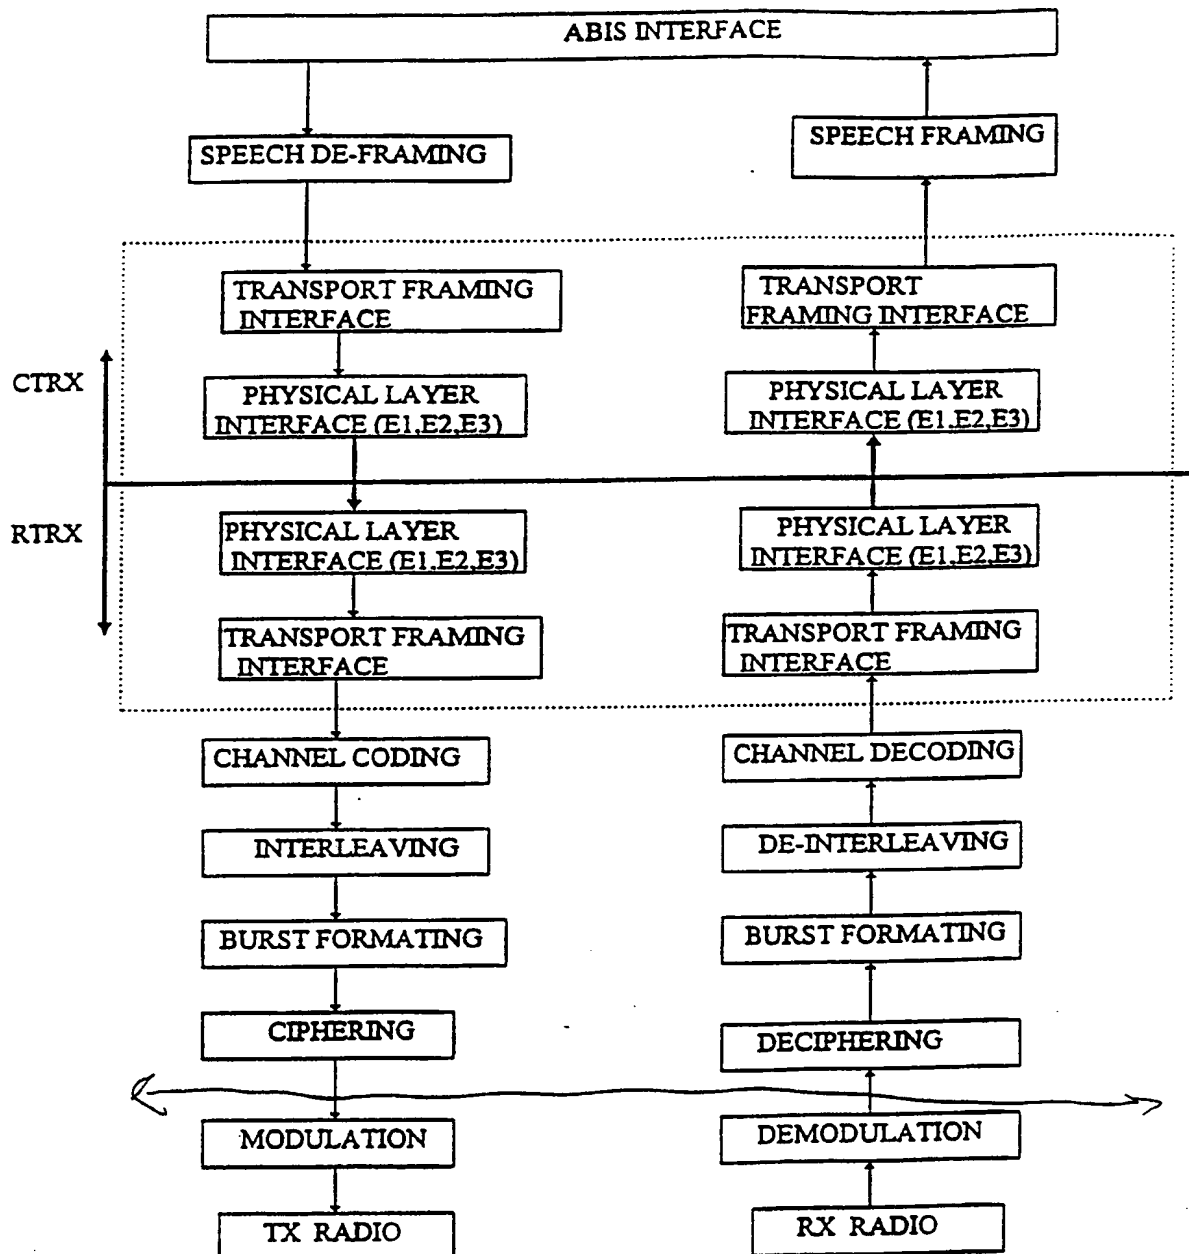 ABIS INTERFACE
SPEECH DE-FRAMING
SPEECH FRAMING
TRANSPORT FRAMING
INTERFACE
TRANSPORT
FRAMING INTERFACE
CTRX
PHYSICAL LAYER
INTERFACE (E1,E2,E3)
PHYSICAL LAYER
INTERFACE (E1,E2,E3)
RTRX
PHYSICAL LAYER
INTERFACE (E1,E2,E3)
PHYSICAL LAYER
INTERFACE (E1,E2,E3)
TRANSPORT FRAMING
INTERFACE
TRANSPORT FRAMING
INTERFACE
CHANNEL CODING
CHANNEL DECODING
INTERLEAVING
DE-INTERLEAVING
BURST FORMATING
BURST FORMATING
CIPHERING
DECIPHERING
MODULATION
DEMODULATION
TX RADIO
RX RADIO